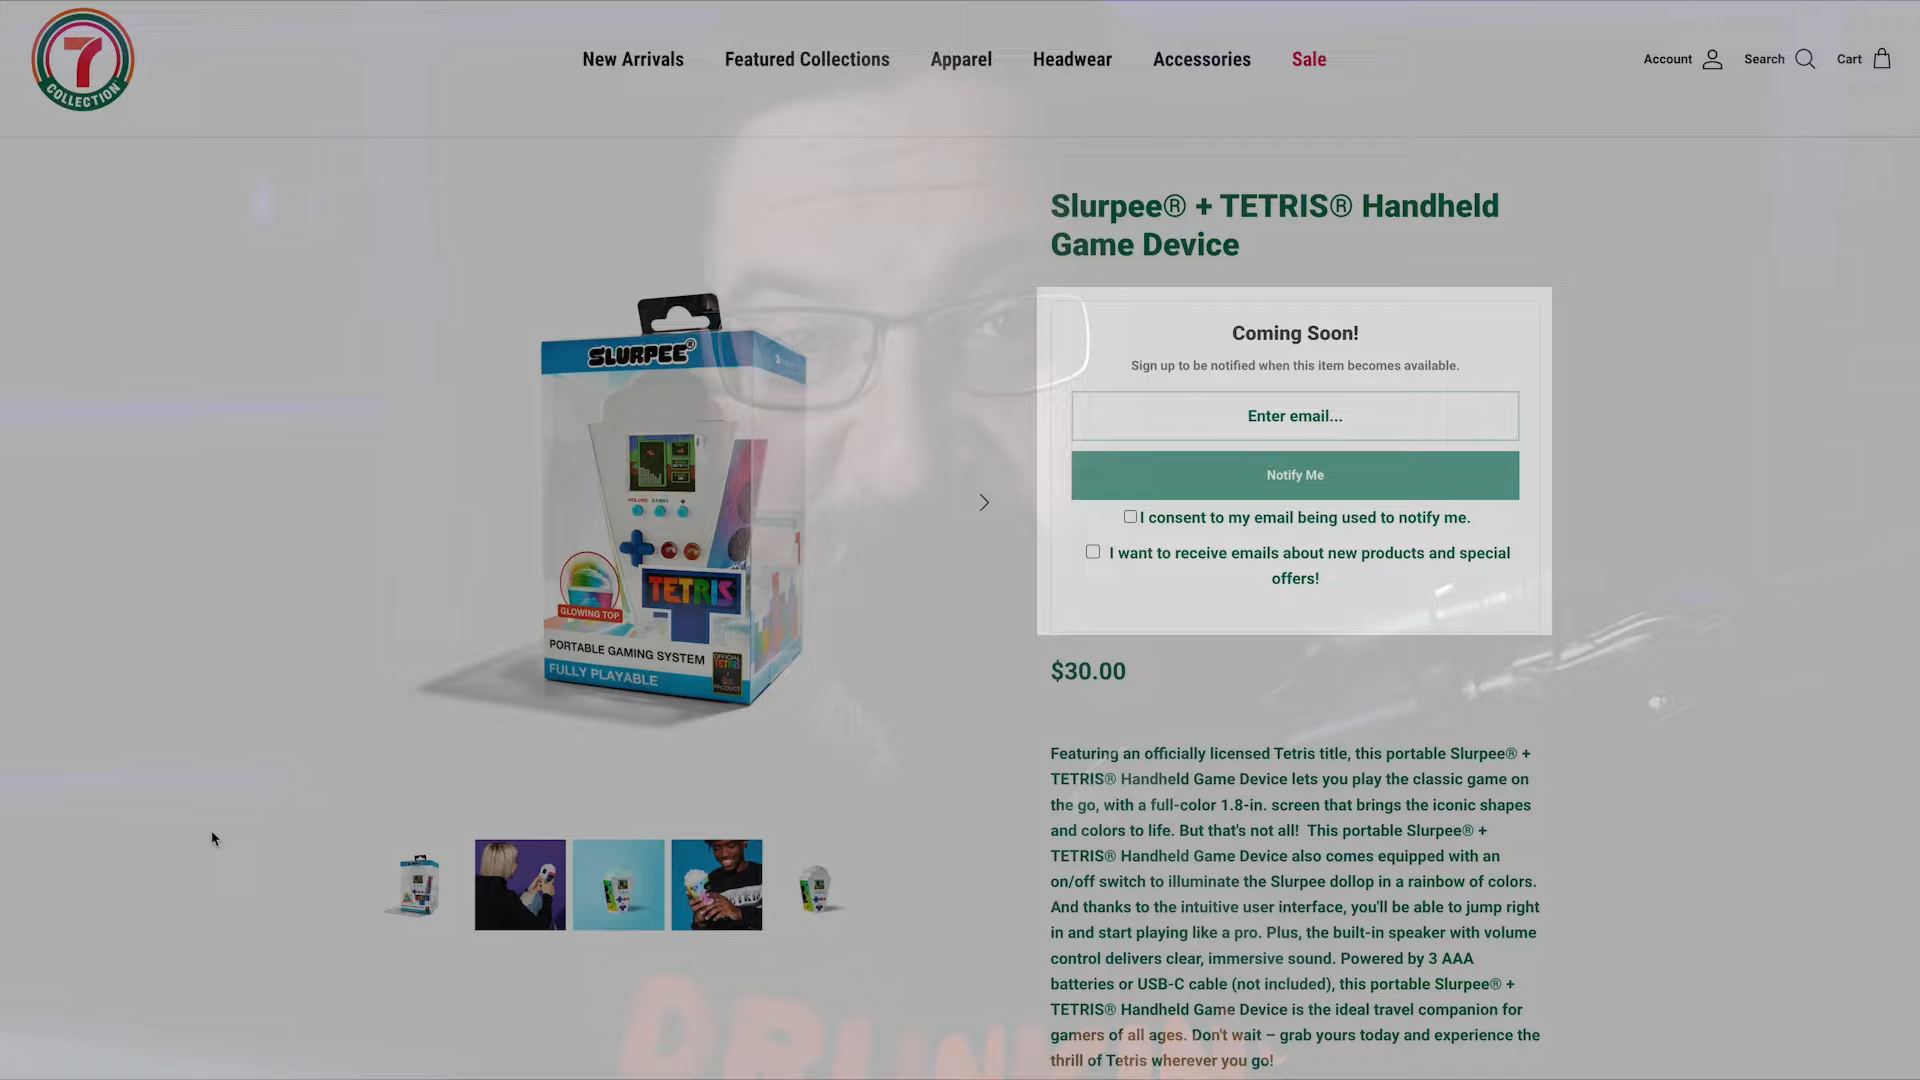 7
COLLECTION
New Arrivals
Featured Collections
Apparel
Headwear
Accessories
Sale
Account
Search
Cart
Slurpee® + TETRIS® Handheld
Game Device
SLURPEE®
VOLUME START
TETRIS
GLOWING TOP
PORTABLE GAMING SYSTEM
FULLY PLAYABLE
OFFICIAL
TETRIS
PRODUCT
Coming Soon!
Sign up to be notified when this item becomes available.
Enter email...
Notify Me
I consent to my email being used to notify me.
I want to receive emails about new products and special
offers!
$30.00
Featuring an officially licensed Tetris title, this portable Slurpee® +
TETRIS® Handheld Game Device lets you play the classic game on
the go, with a full-color 1.8-in. screen that brings the iconic shapes
and colors to life. But that's not all! This portable Slurpee® +
TETRIS® Handheld Game Device also comes equipped with an
on/off switch to illuminate the Slurpee dollop in a rainbow of colors.
And thanks to the intuitive user interface, you'll be able to jump right
in and start playing like a pro. Plus, the built-in speaker with volume
control delivers clear, immersive sound. Powered by 3 AAA
batteries or USB-C cable (not included), this portable Slurpee® +
TETRIS® Handheld Game Device is the ideal travel companion for
gamers of all ages. Don't wait – grab yours today and experience the
thrill of Tetris wherever you go!